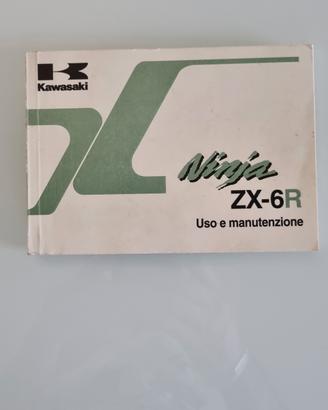 Kawasaki
Ninja
ZX-6R
Uso e manutenzione